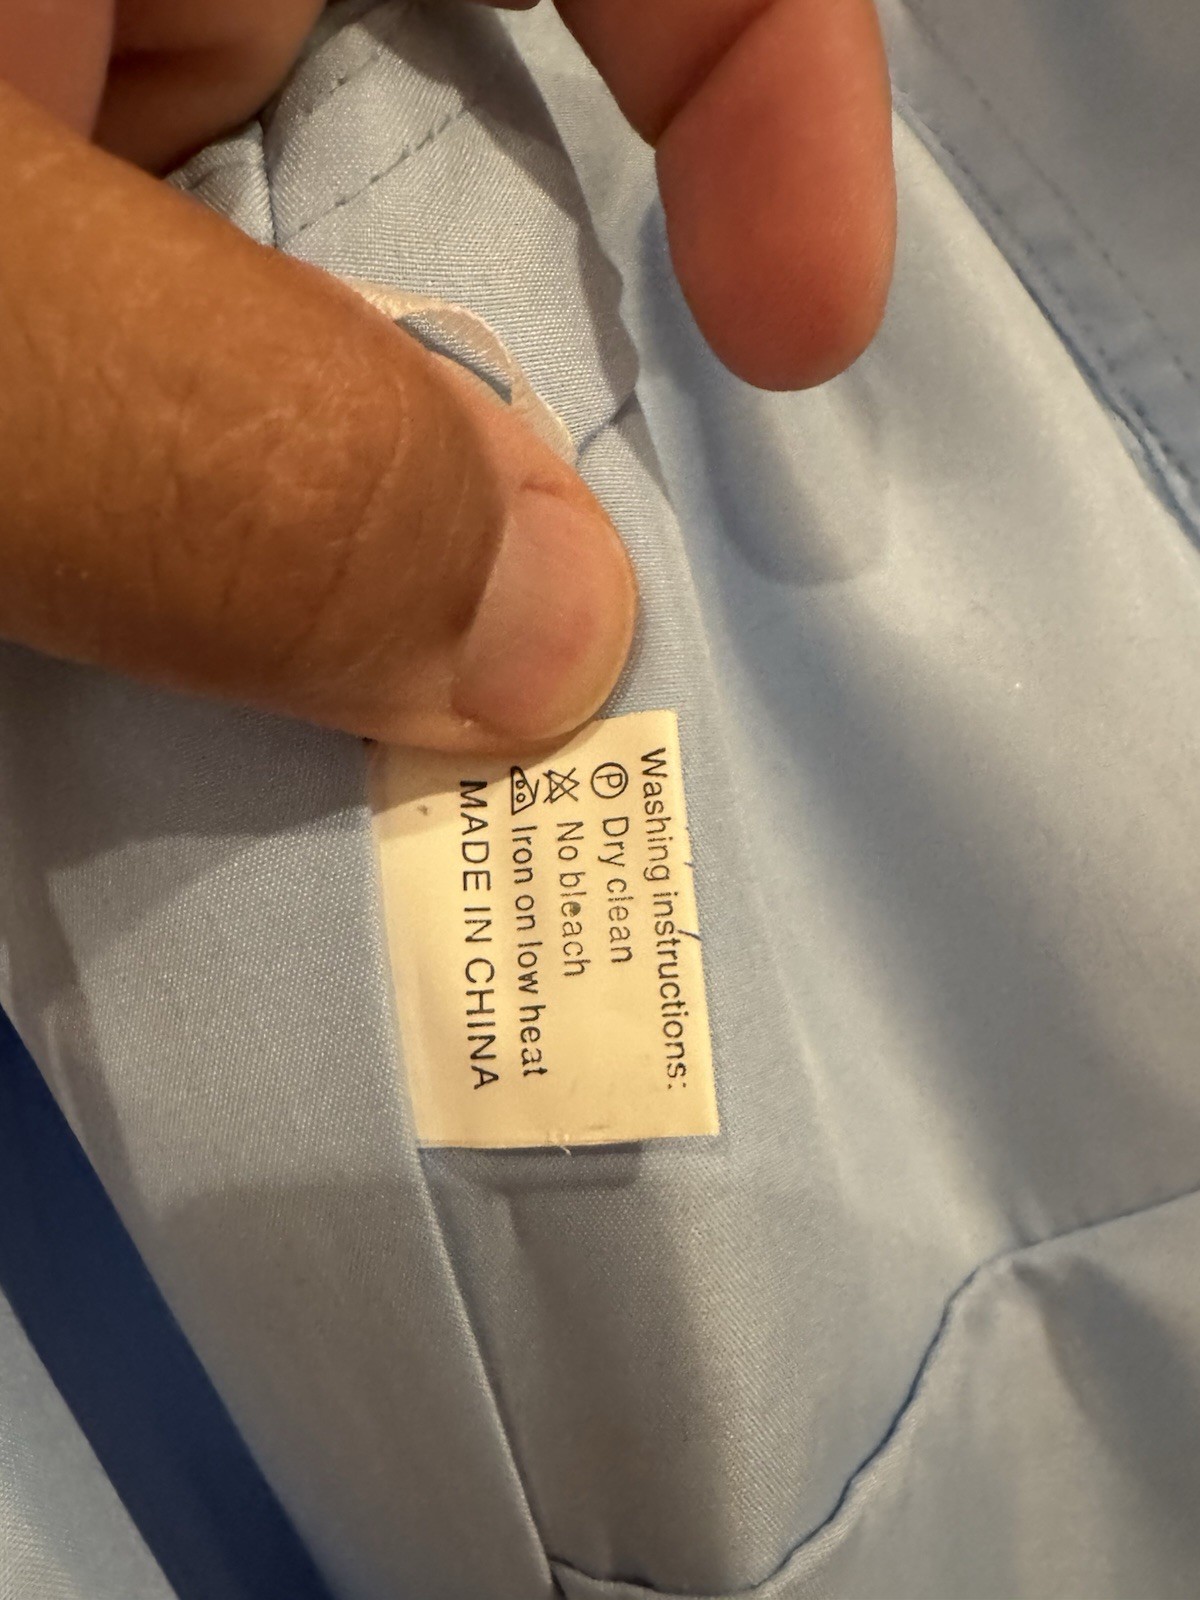 Washing instructions:
Ⓟ Dry clean
No bleach
Iron on low heat
MADE IN CHINA